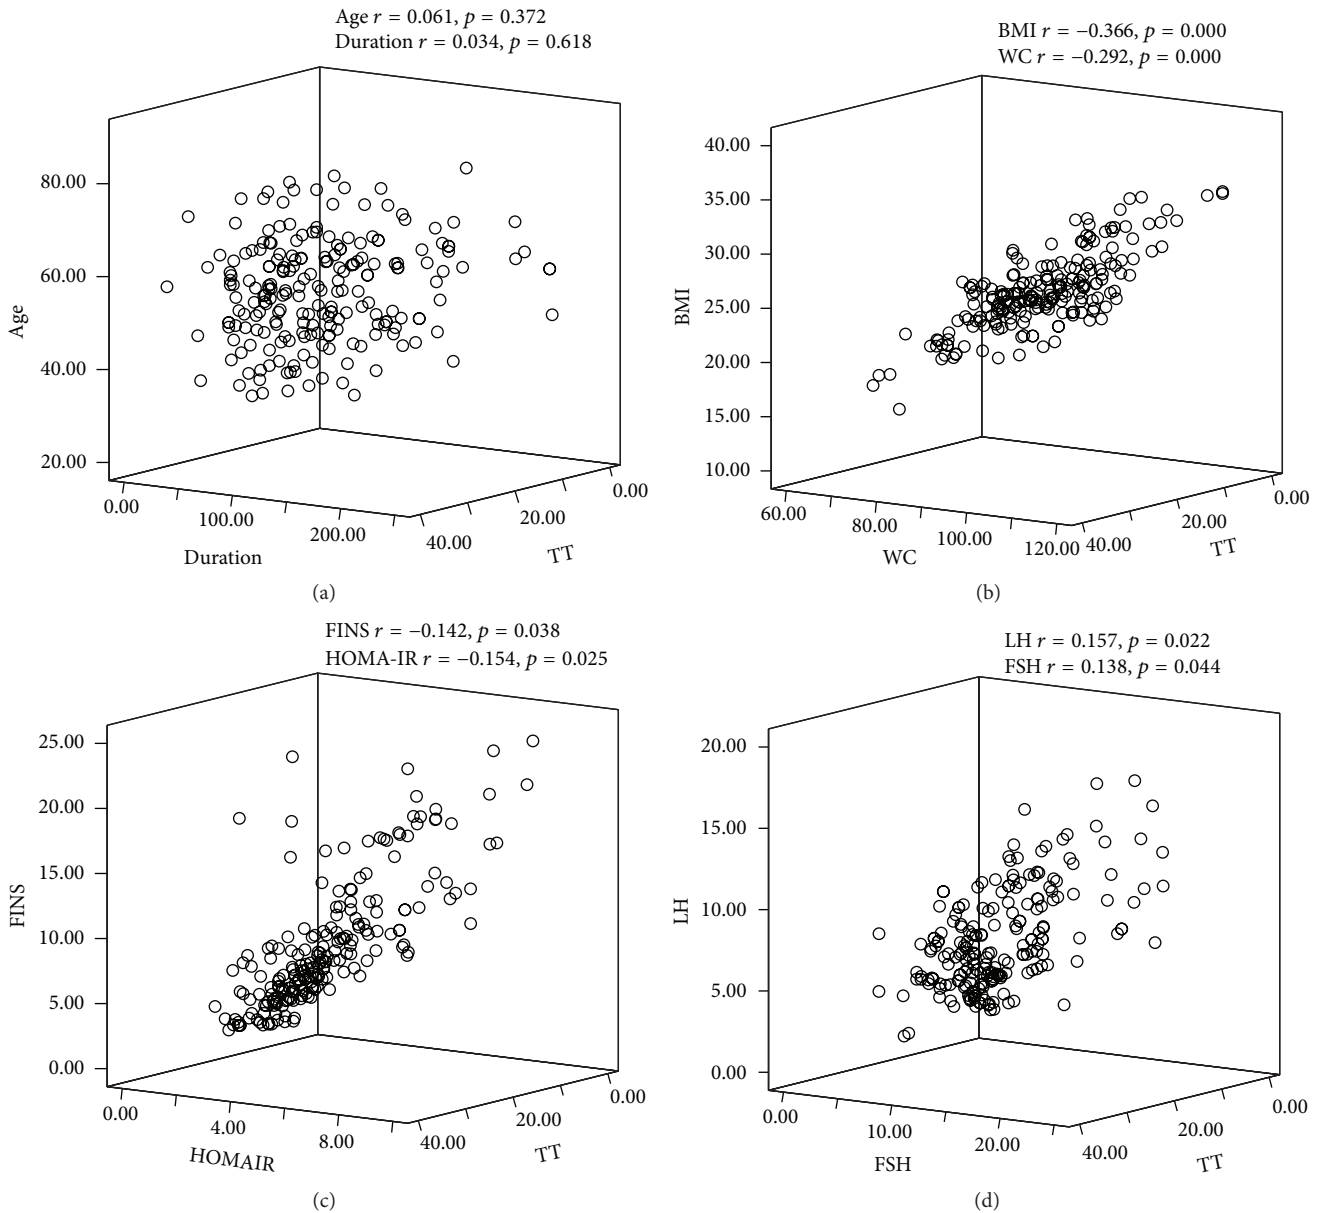 Age r = 0.061, p = 0.372
Duration r = 0.034, p = 0.618
80.00
60.00
40.00
20.00
Age
0.00
100.00
200.00
Duration
40.00
20.00
0.00
TT
(a)
BMI r = −0.366, p = 0.000
WC r = −0.292, p = 0.000
40.00
35.00
30.00
25.00
20.00
15.00
10.00
BMI
60.00
80.00
100.00
120.00
WC
40.00
20.00
0.00
TT
(b)
FINS r = −0.142, p = 0.038
HOMA-IR r = −0.154, p = 0.025
25.00
20.00
15.00
10.00
5.00
0.00
FINS
0.00
4.00
8.00
HOMAIR
40.00
20.00
0.00
TT
(c)
LH r = 0.157, p = 0.022
FSH r = 0.138, p = 0.044
20.00
15.00
10.00
5.00
0.00
LH
0.00
10.00
20.00
FSH
40.00
20.00
0.00
TT
(d)